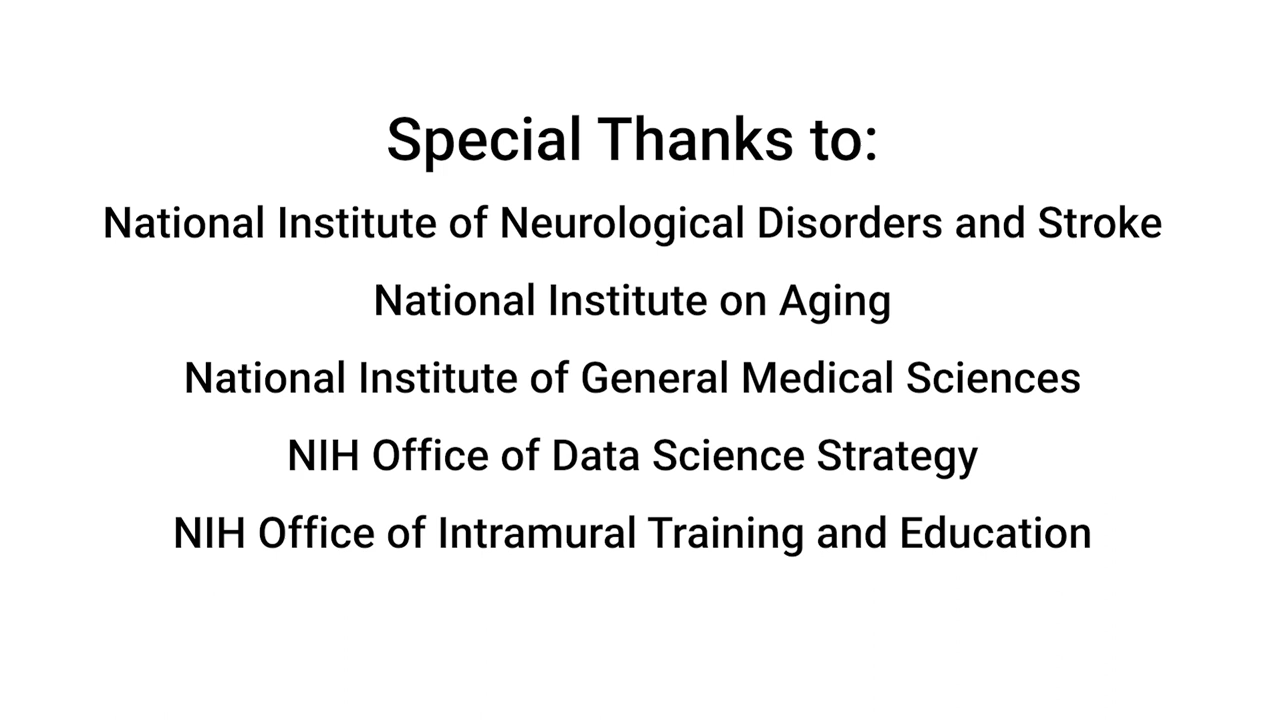 Special Thanks to:
National Institute of Neurological Disorders and Stroke
National Institute on Aging
National Institute of General Medical Sciences
NIH Office of Data Science Strategy
NIH Office of Intramural Training and Education